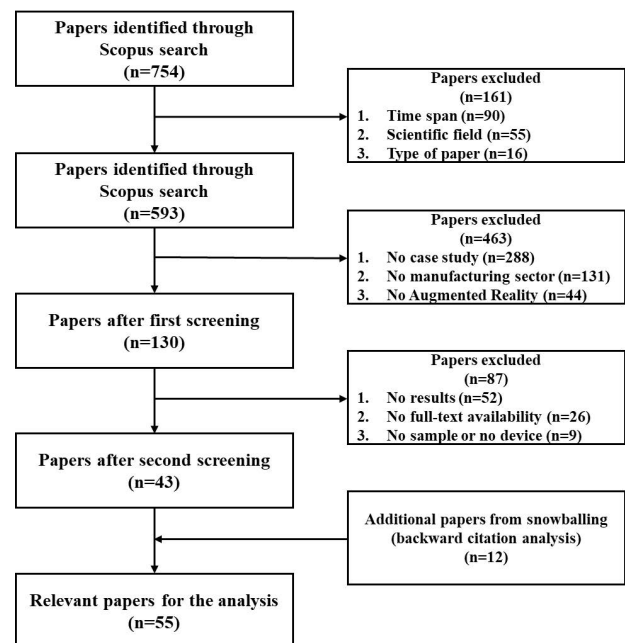 Papers identified through
Scopus search
(n=754)
Papers excluded
(n=161)
1. Time span (n=90)
2. Scientific field (n=55)
3. Type of paper (n=16)
Papers identified through
Scopus search
(n=593)
Papers excluded
(n=463)
1. No case study (n=288)
2. No manufacturing sector (n=131)
3. No Augmented Reality (n=44)
Papers after first screening
(n=130)
Papers excluded
(n=87)
1. No results (n=52)
2. No full-text availability (n=26)
3. No sample or no device (n=9)
Papers after second screening
(n=43)
Additional papers from snowballing
(backward citation analysis)
(n=12)
Relevant papers for the analysis
(n=55)